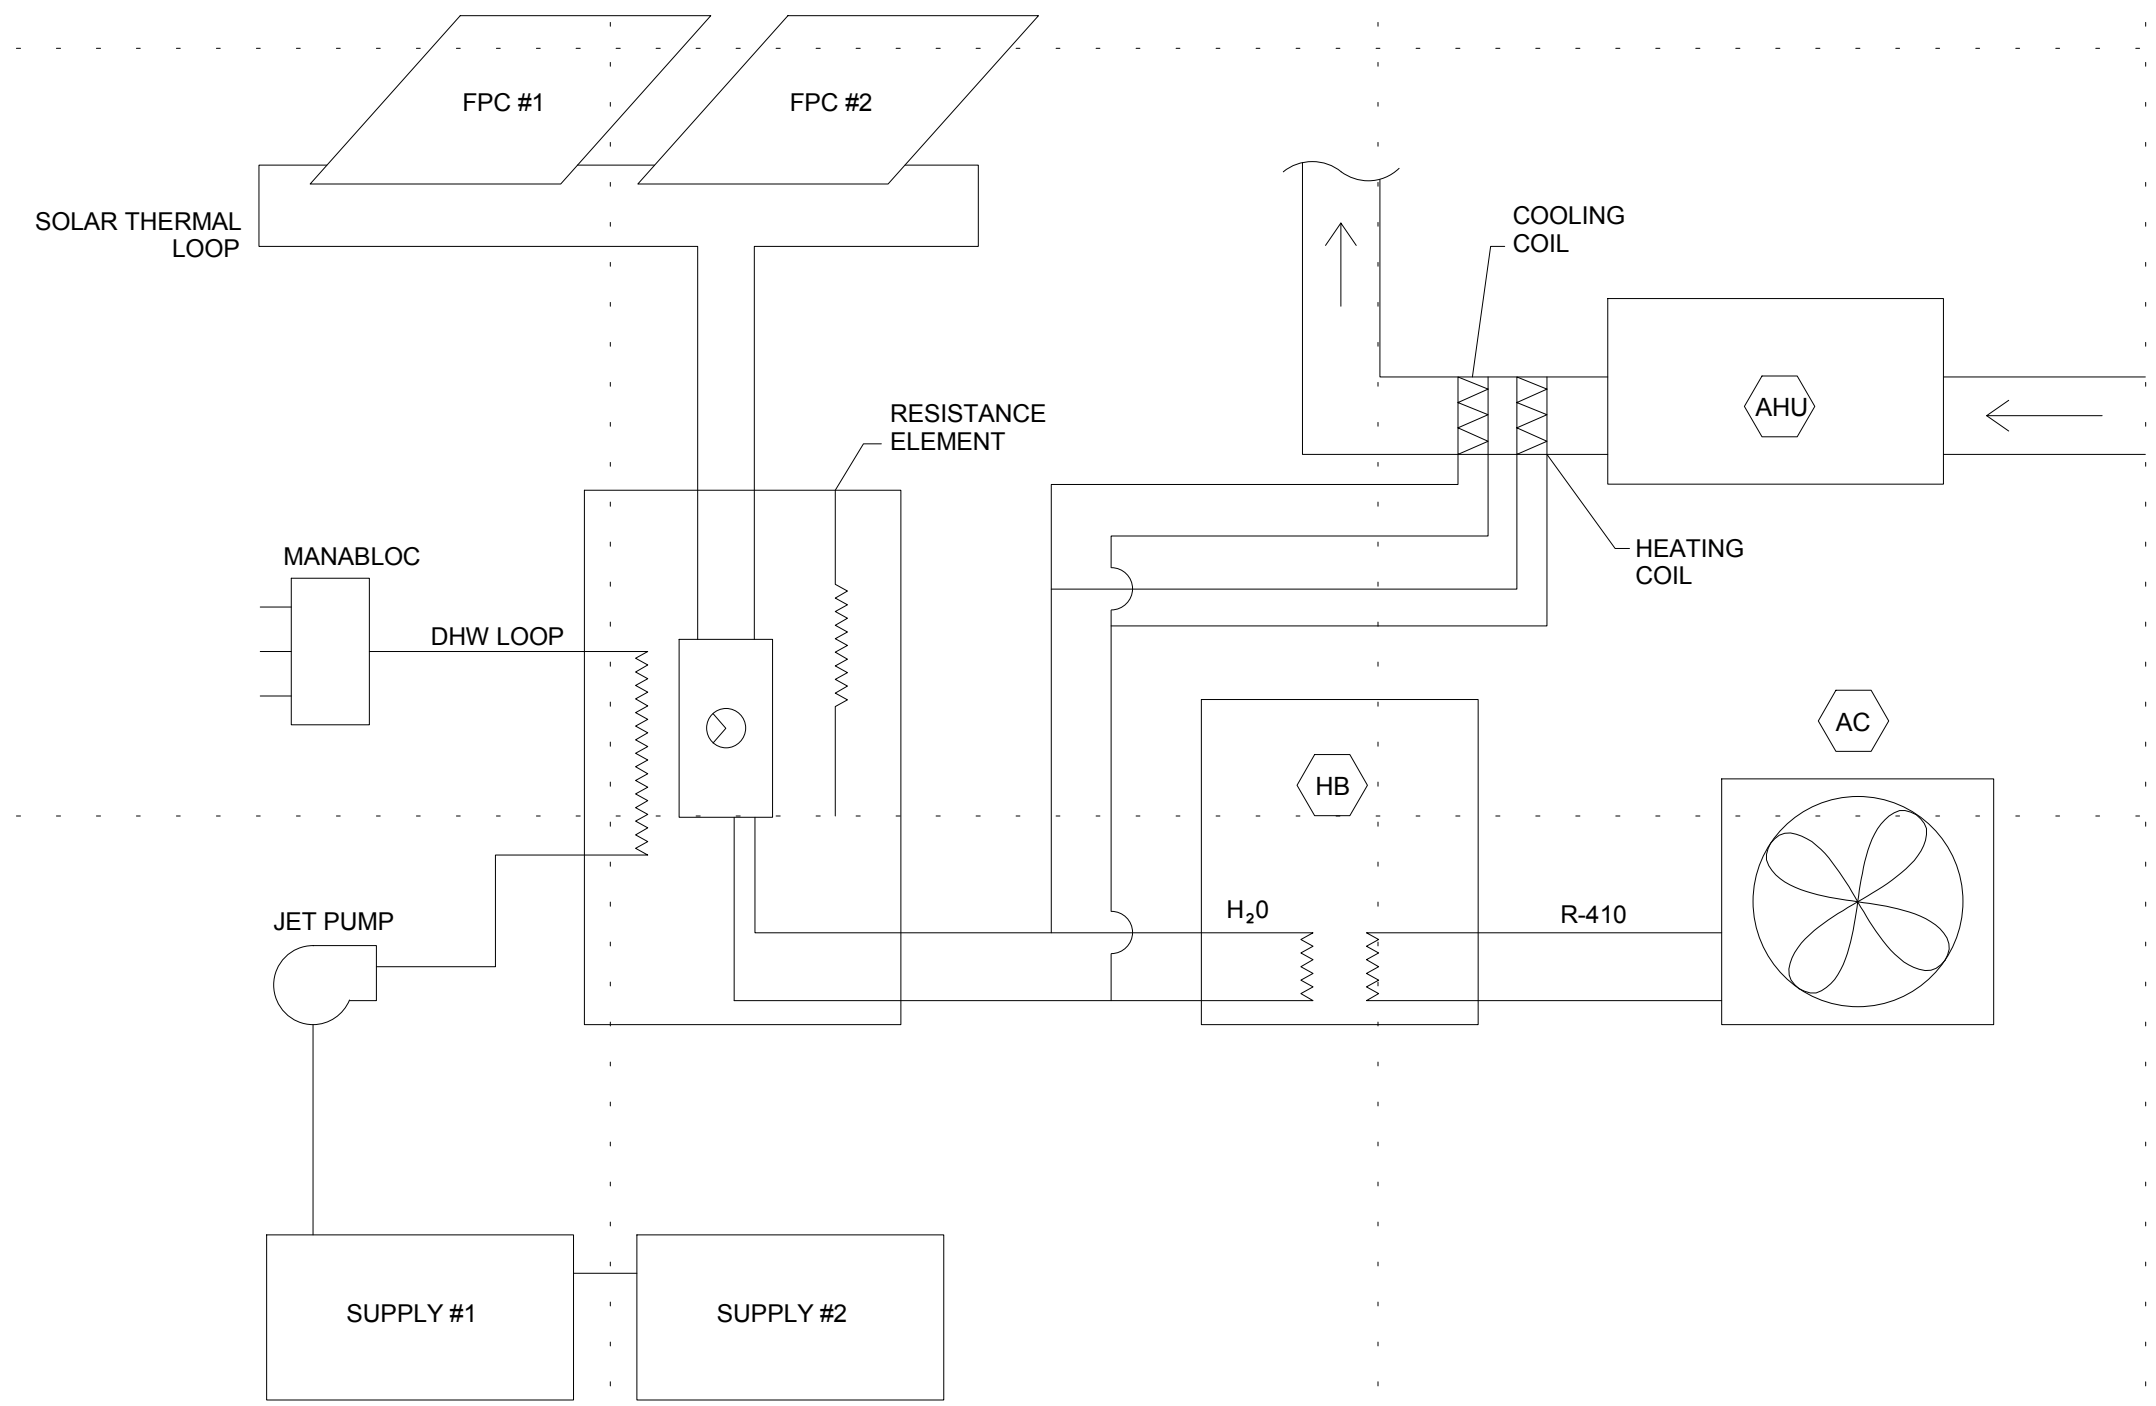 FPC #1
FPC #2
SOLAR THERMAL
LOOP
COOLING
COIL
AHU
RESISTANCE
ELEMENT
MANABLOC
HEATING
COIL
DHW LOOP
AC
HB
JET PUMP
H₂0
R-410
SUPPLY #1
SUPPLY #2